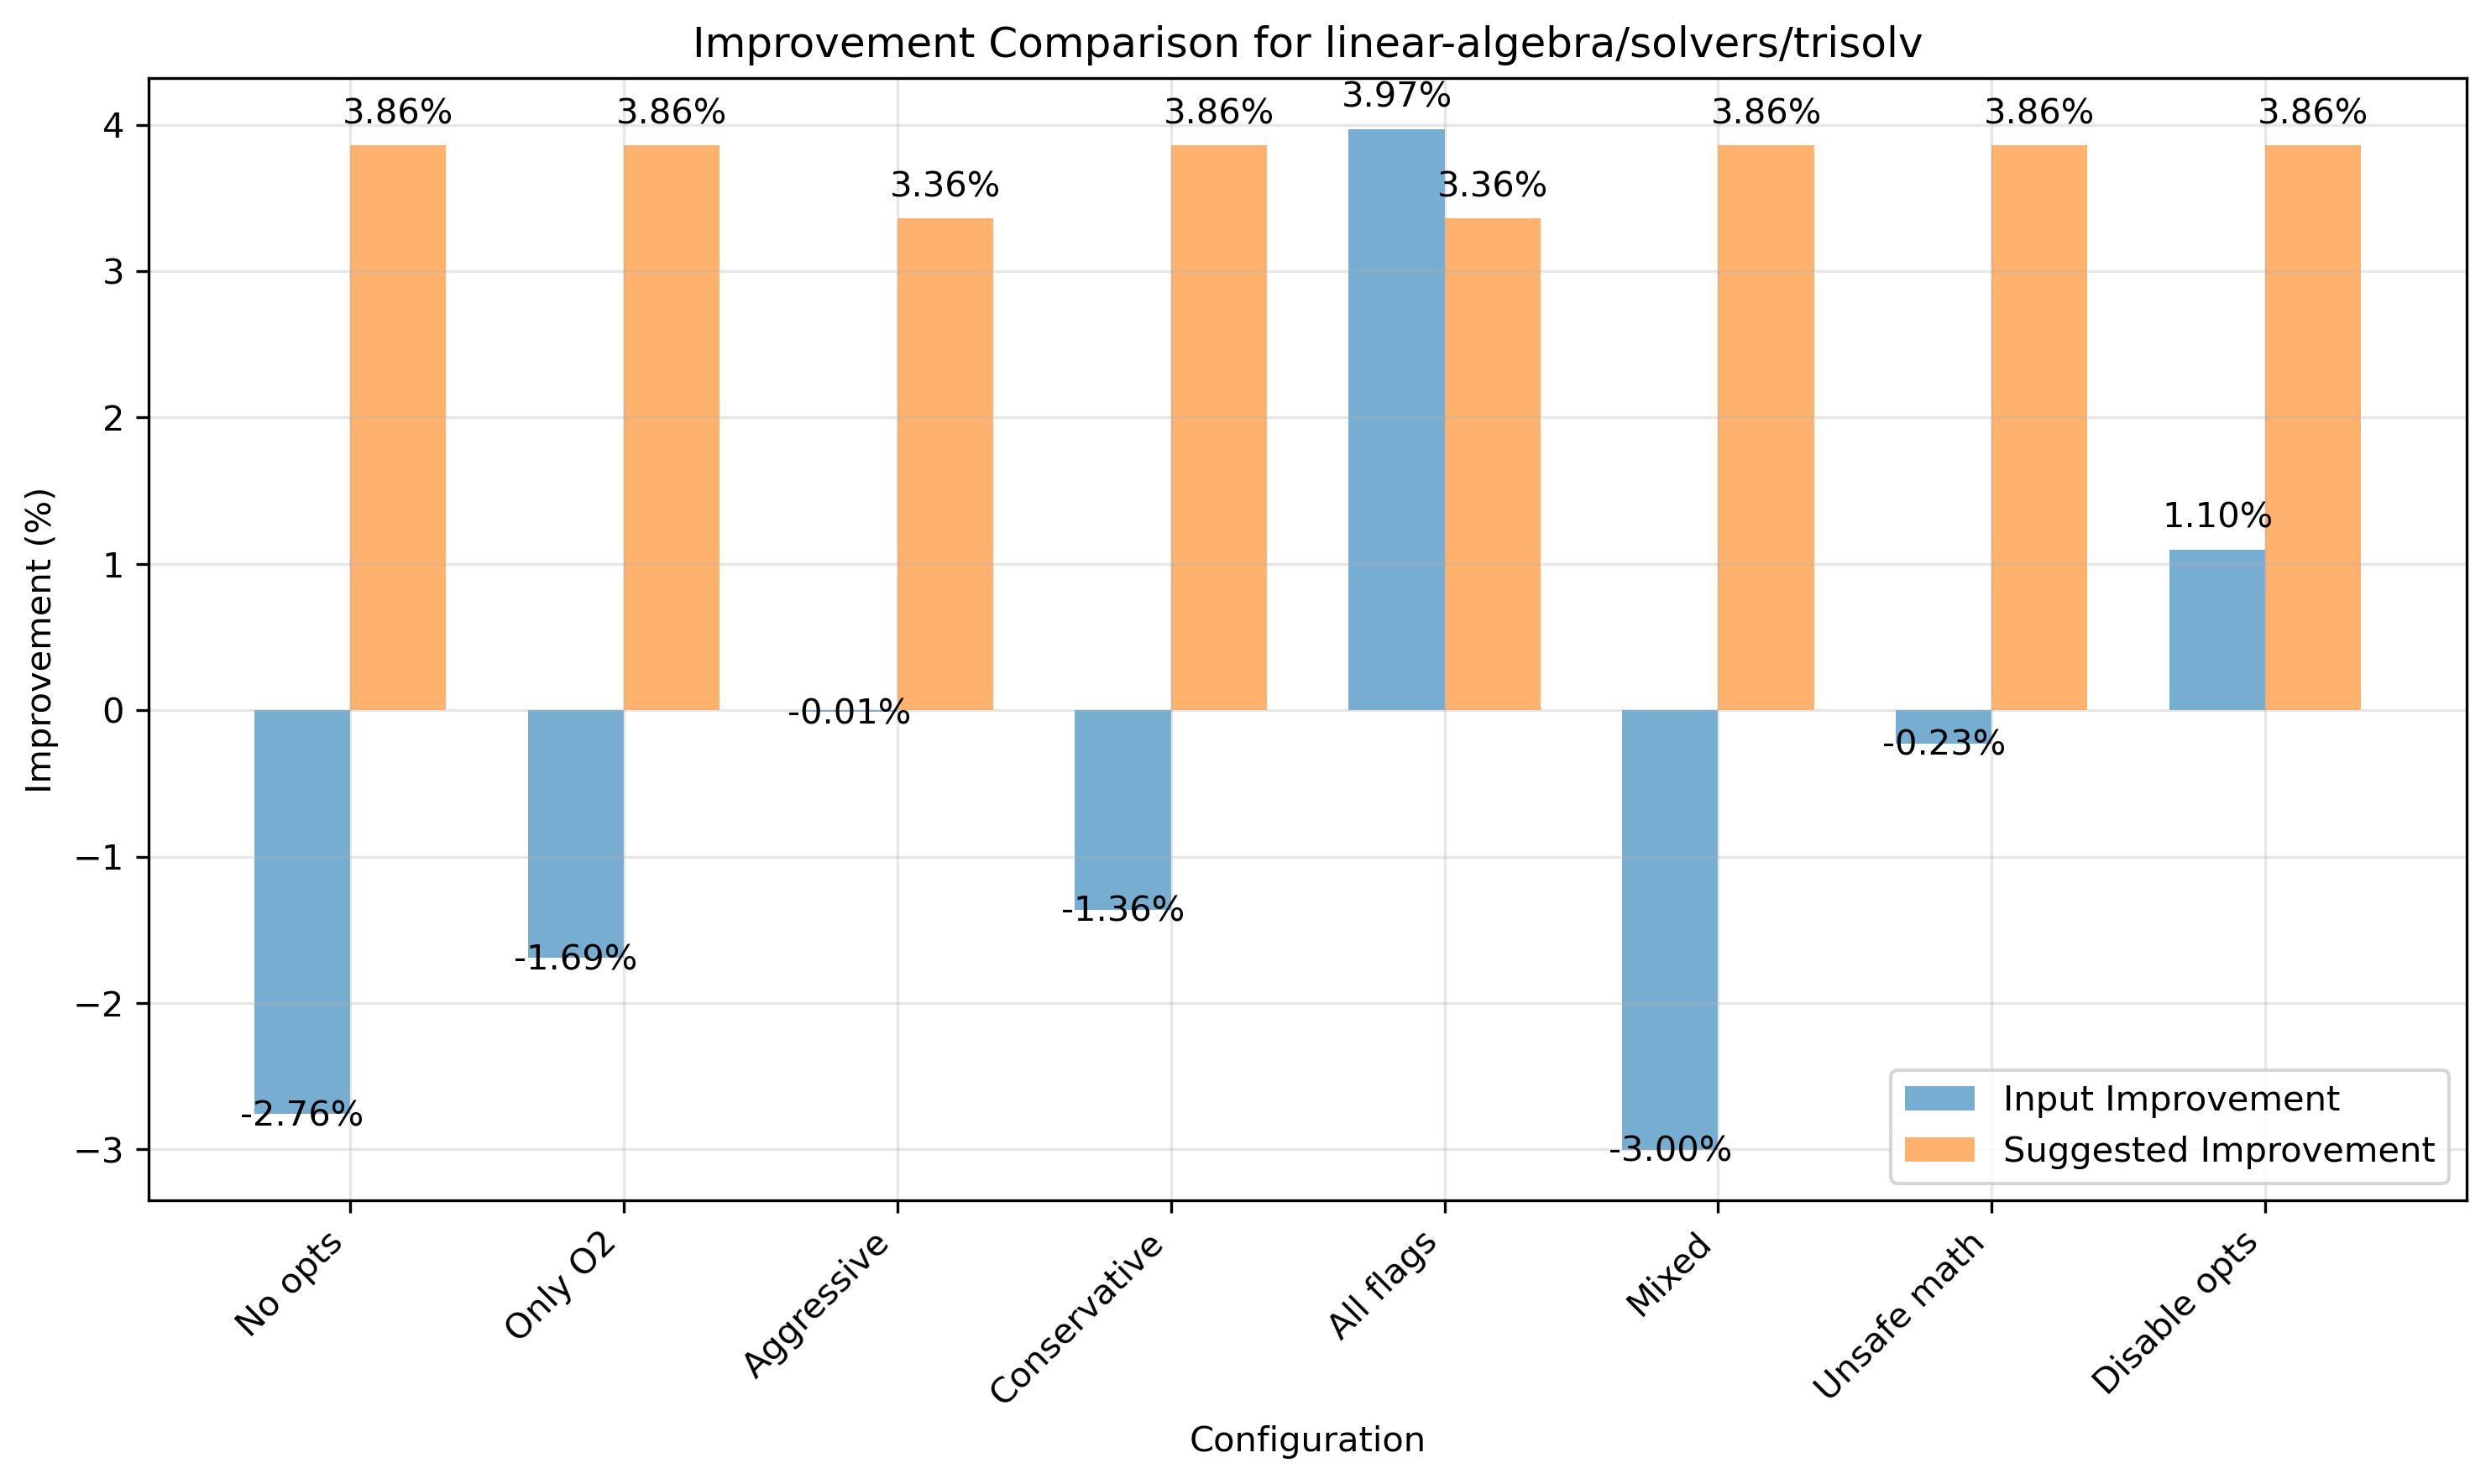 Improvement Comparison for linear-algebra/solvers/trisolv
Improvement (%)
4
3
2
1
0
−1
−2
−3
3.86%
3.86%
3.36%
3.86%
3.97%
3.36%
3.86%
3.86%
3.86%
-2.76%
-1.69%
-0.01%
-1.36%
-3.00%
-0.23%
1.10%
Input Improvement
Suggested Improvement
No opts
Only O2
Aggressive
Conservative
All flags
Mixed
Unsafe math
Disable opts
Configuration